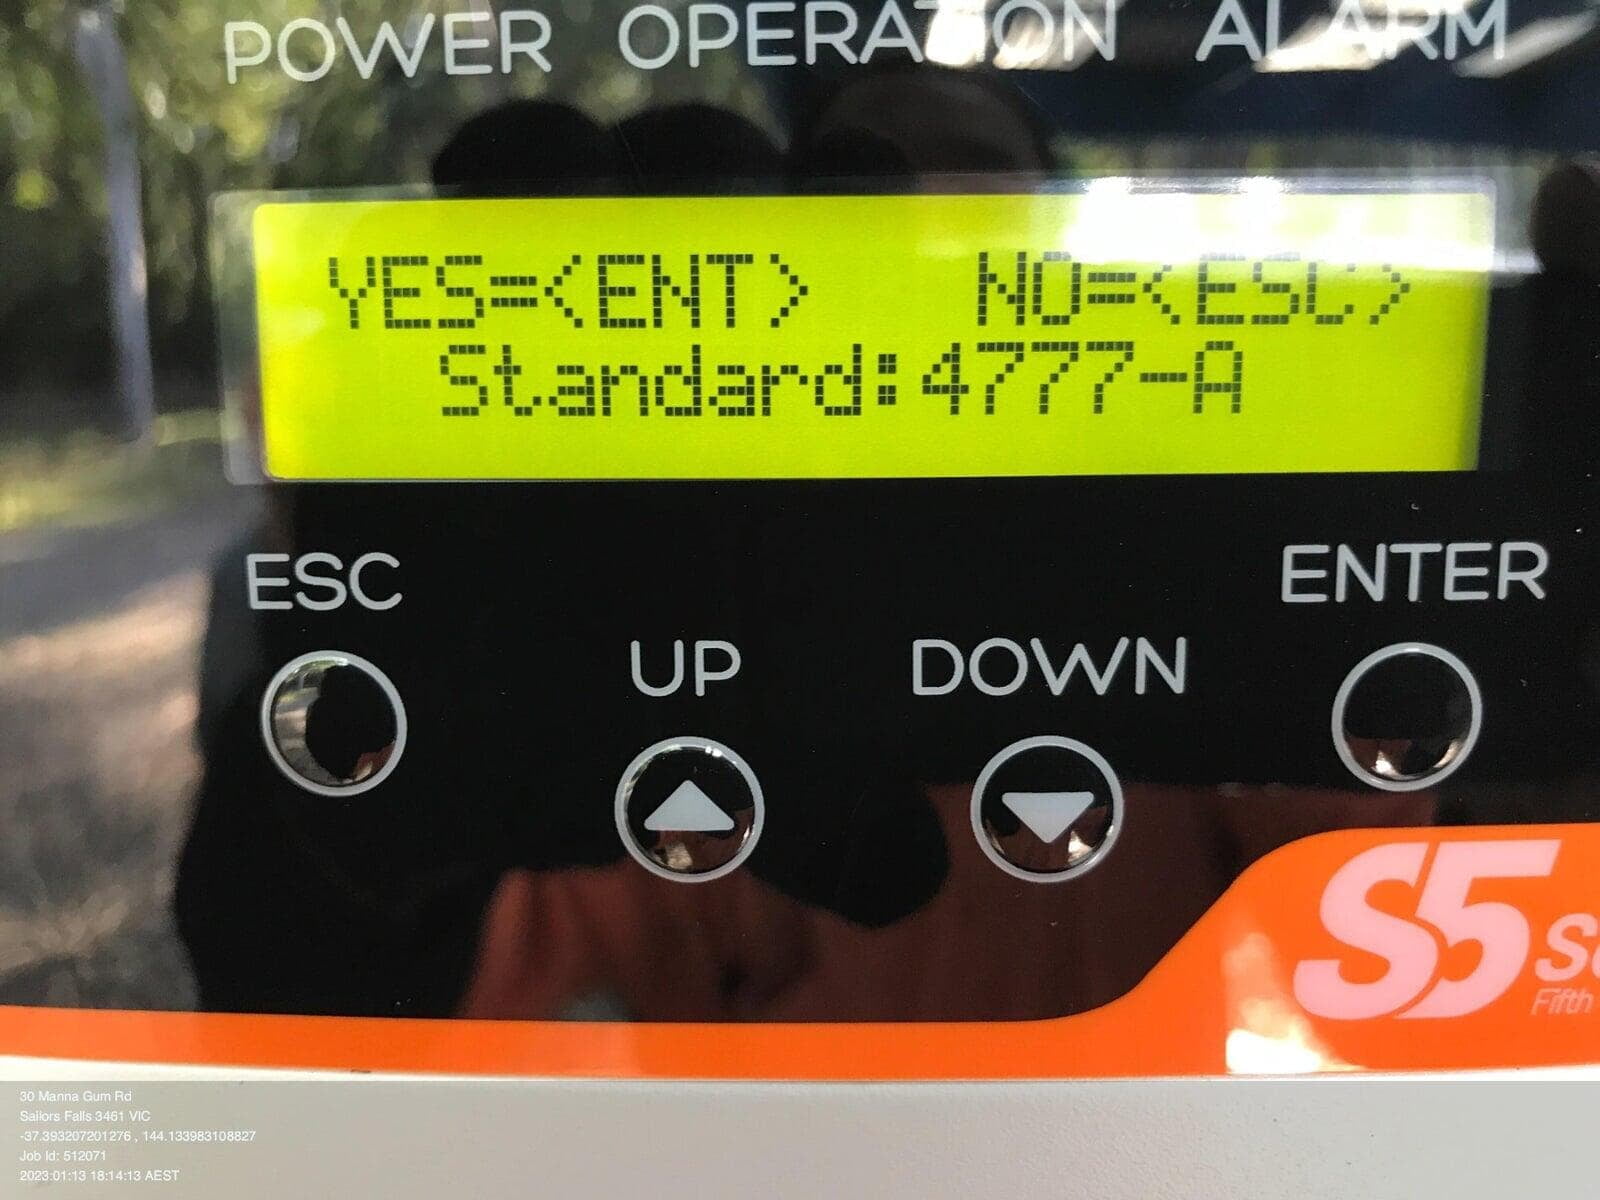 POWER OPERATION ALARM
YES=<ENT> NO=<ESC>
Standard:4777-A
ESC
ENTER
UP
DOWN
S5
Fifth
30 Manna Gum Rd
Sailors Falls 3461 VIC
-37.393207201276 , 144.133983108827
Job Id: 512071
2023:01:13 18:14:13 AEST